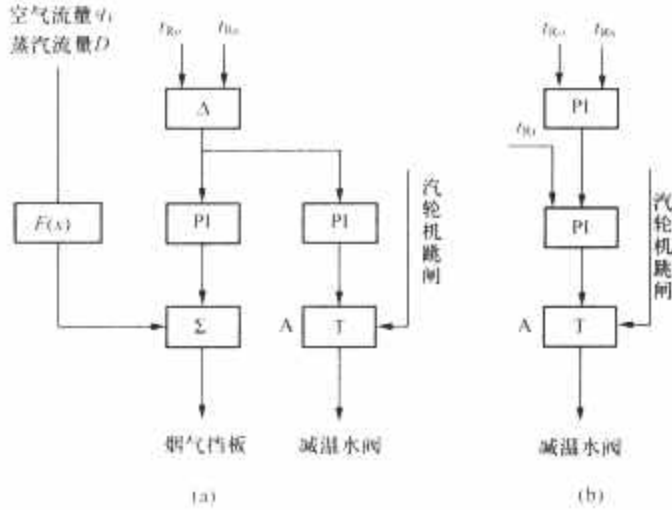 空气流量
蒸汽流量D
Δ
PI
t_Ri
F(x)
PI
PI
PI
汽轮机跳闸
汽轮机跳闸
Σ
A
T
A
T
烟气挡板
减温水阀
减温水阀
(a)
(b)